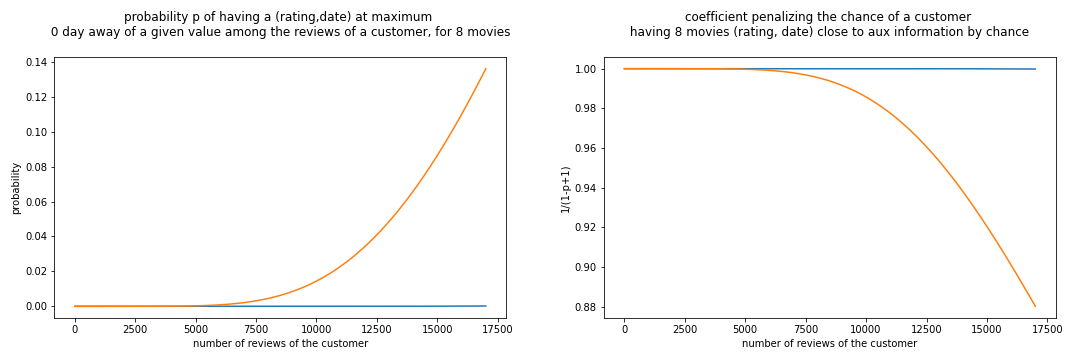 probability p of having a (rating,date) at maximum
0 day away of a given value among the reviews of a customer, for 8 movies
0.14
0.12
0.10
0.08
0.06
0.04
0.02
0.00
probability
0 2500 5000 7500 10000 12500 15000 17500
number of reviews of the customer
coefficient penalizing the chance of a customer
having 8 movies (rating, date) close to aux information by chance
1.00
0.98
0.96
0.94
0.92
0.90
0.88
1/(1-p+1)
0 2500 5000 7500 10000 12500 15000 17500
number of reviews of the customer